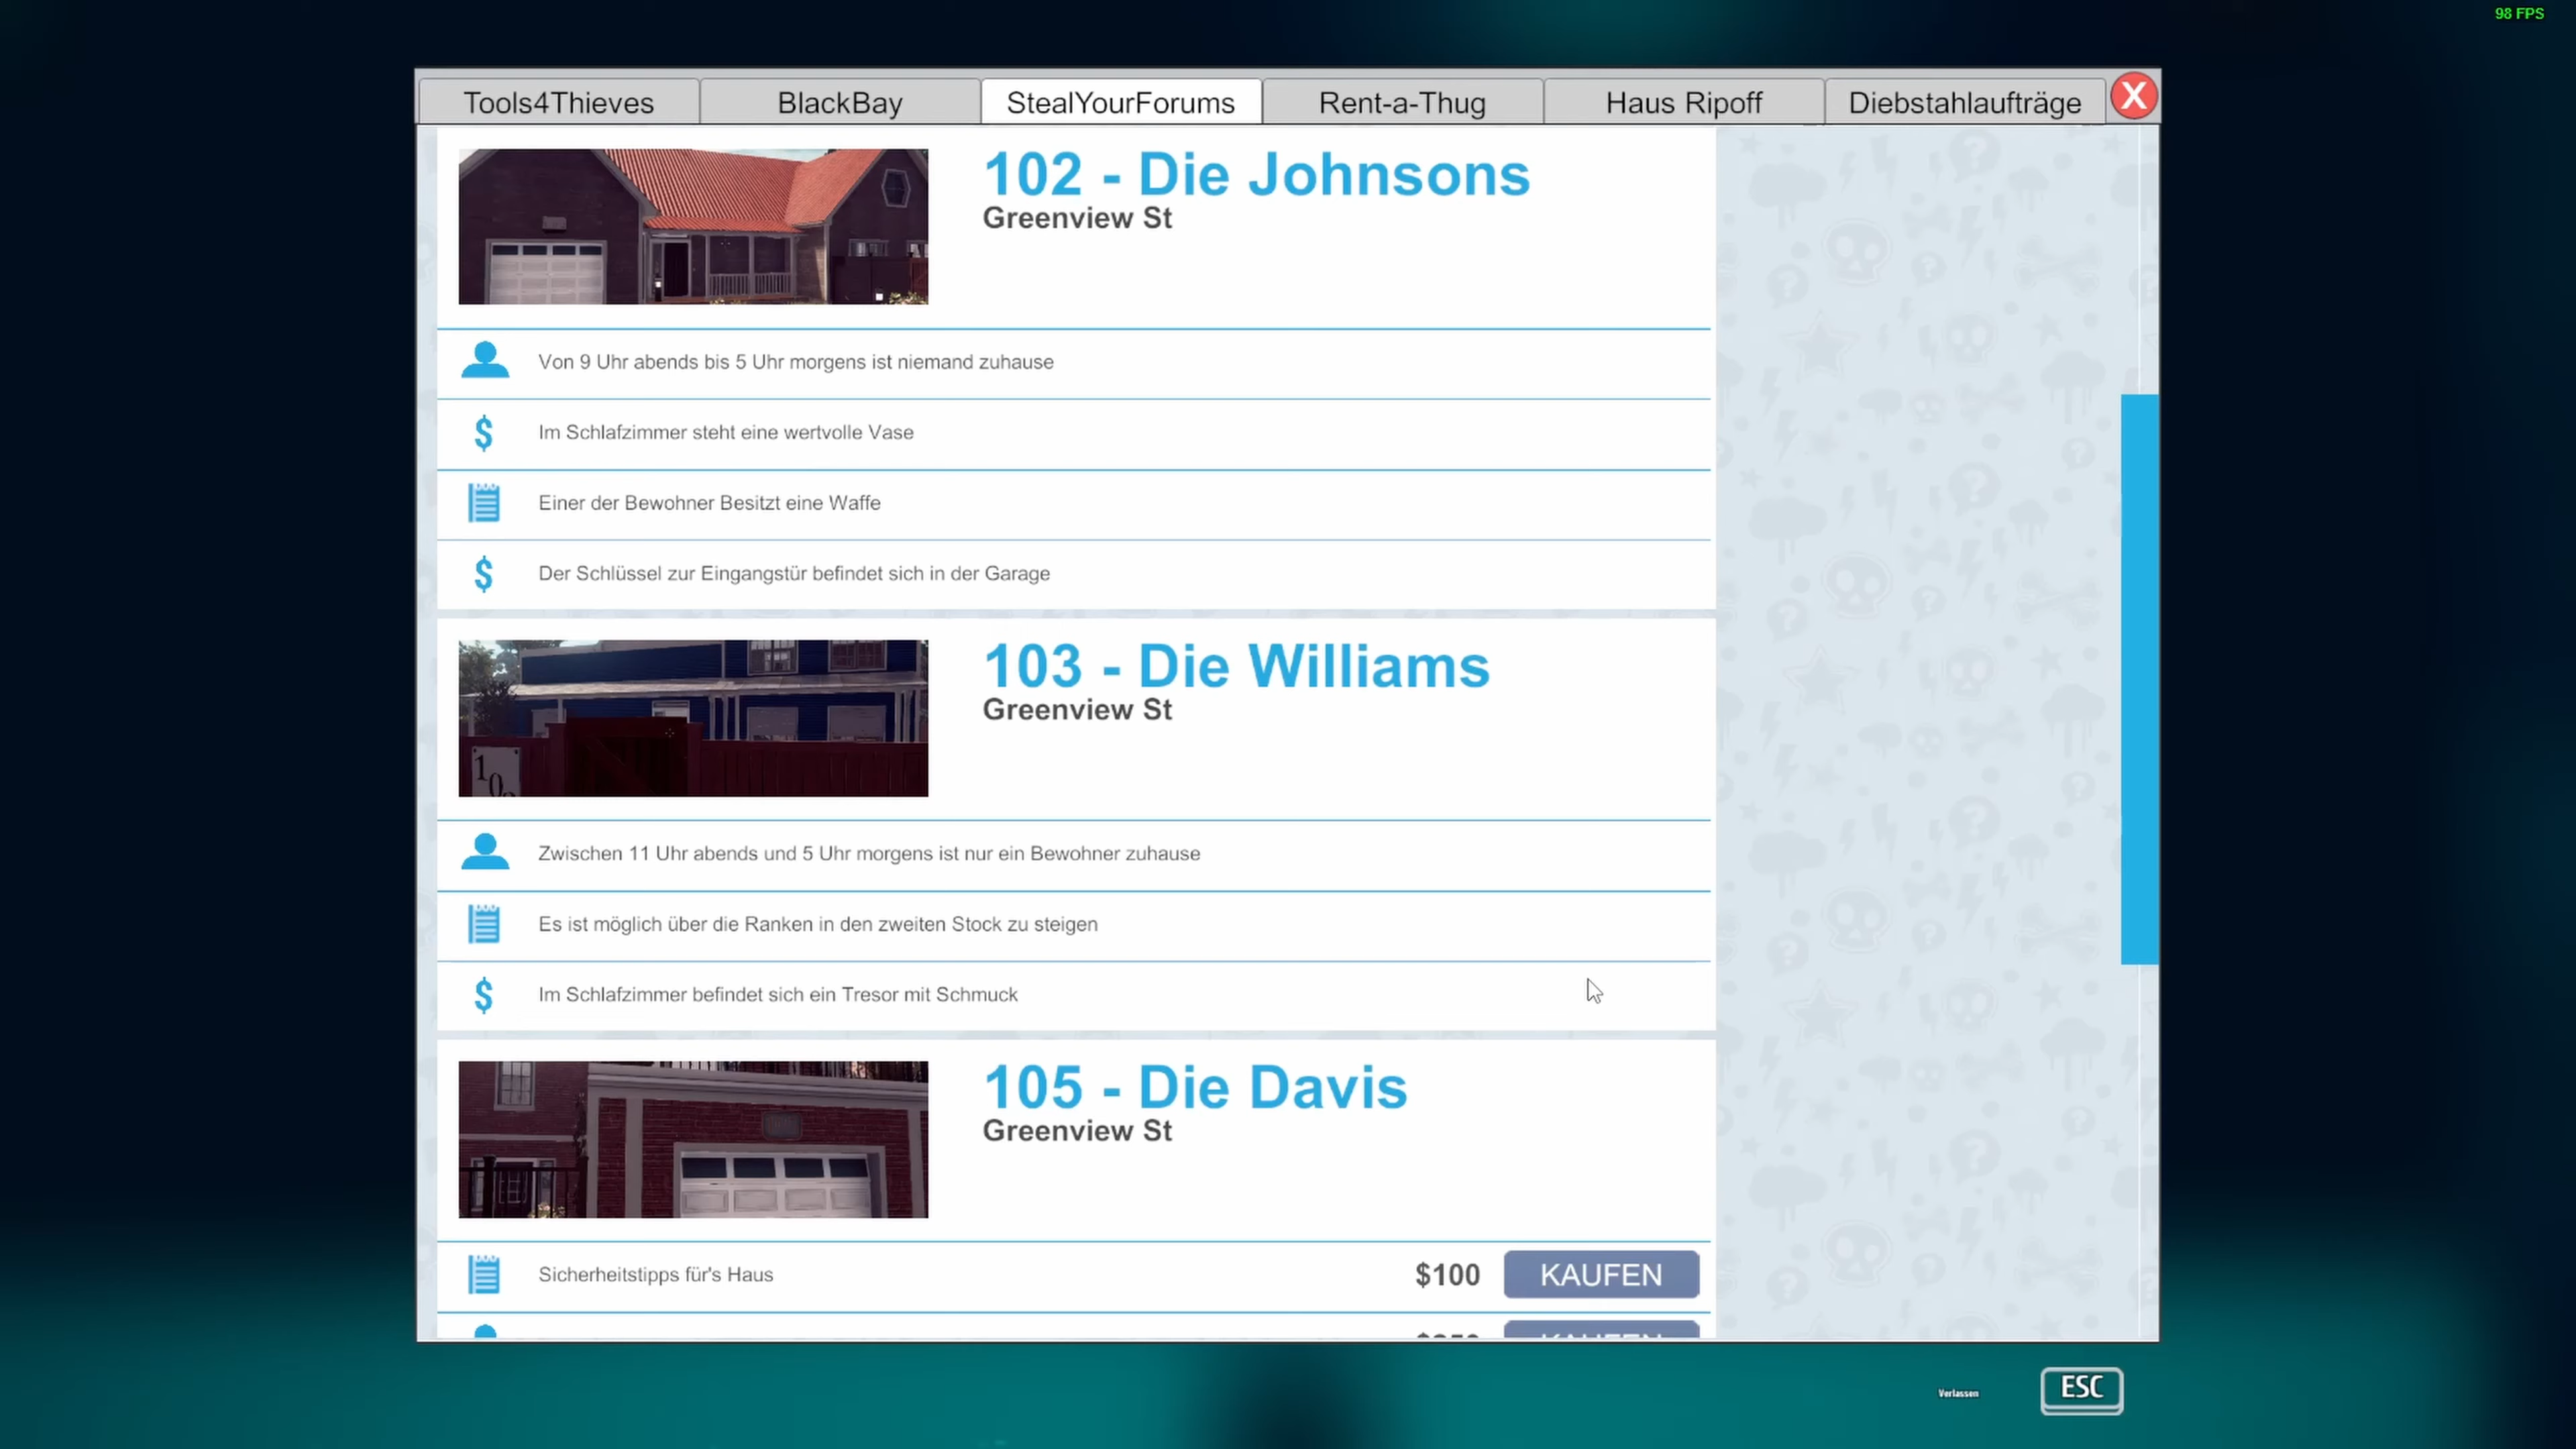 98 FPS
Tools4Thieves BlackBay StealYourForums Rent-a-Thug Haus Ripoff Diebstahlaufträge X
102 - Die Johnsons
Greenview St
Von 9 Uhr abends bis 5 Uhr morgens ist niemand zuhause
$ Im Schlafzimmer steht eine wertvolle Vase
Einer der Bewohner Besitzt eine Waffe
$ Der Schlüssel zur Eingangstür befindet sich in der Garage
103 - Die Williams
Greenview St
Zwischen 11 Uhr abends und 5 Uhr morgens ist nur ein Bewohner zuhause
Es ist möglich über die Ranken in den zweiten Stock zu steigen
$ Im Schlafzimmer befindet sich ein Tresor mit Schmuck
105 - Die Davis
Greenview St
Sicherheitstipps für's Haus $100 KAUFEN
KAUFEN
Verlassen ESC